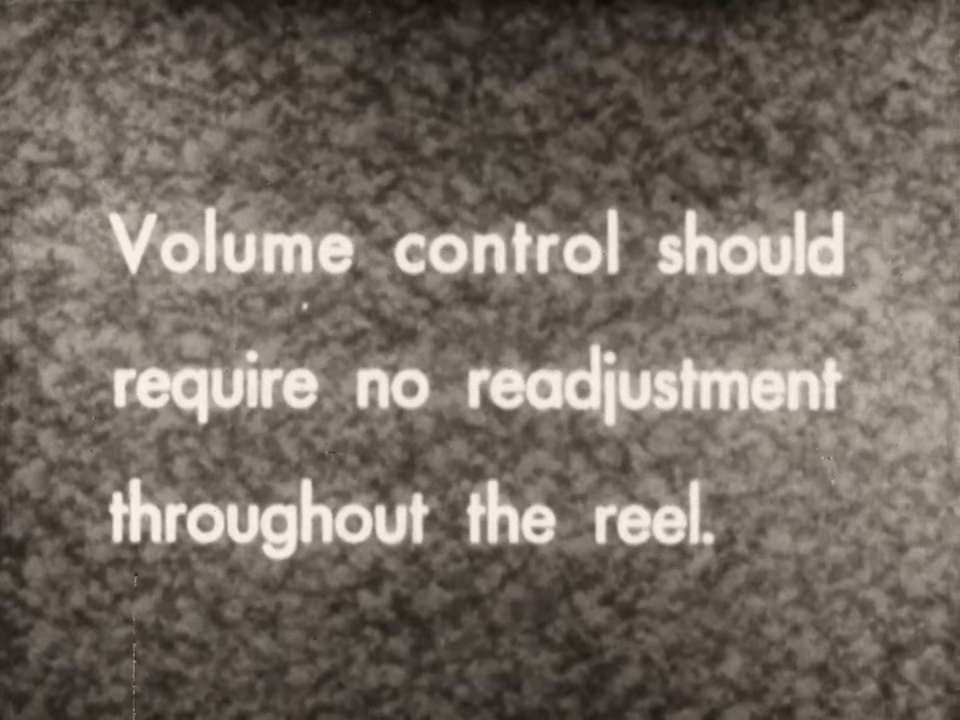 Volume control should
require no readjustment
throughout the reel.